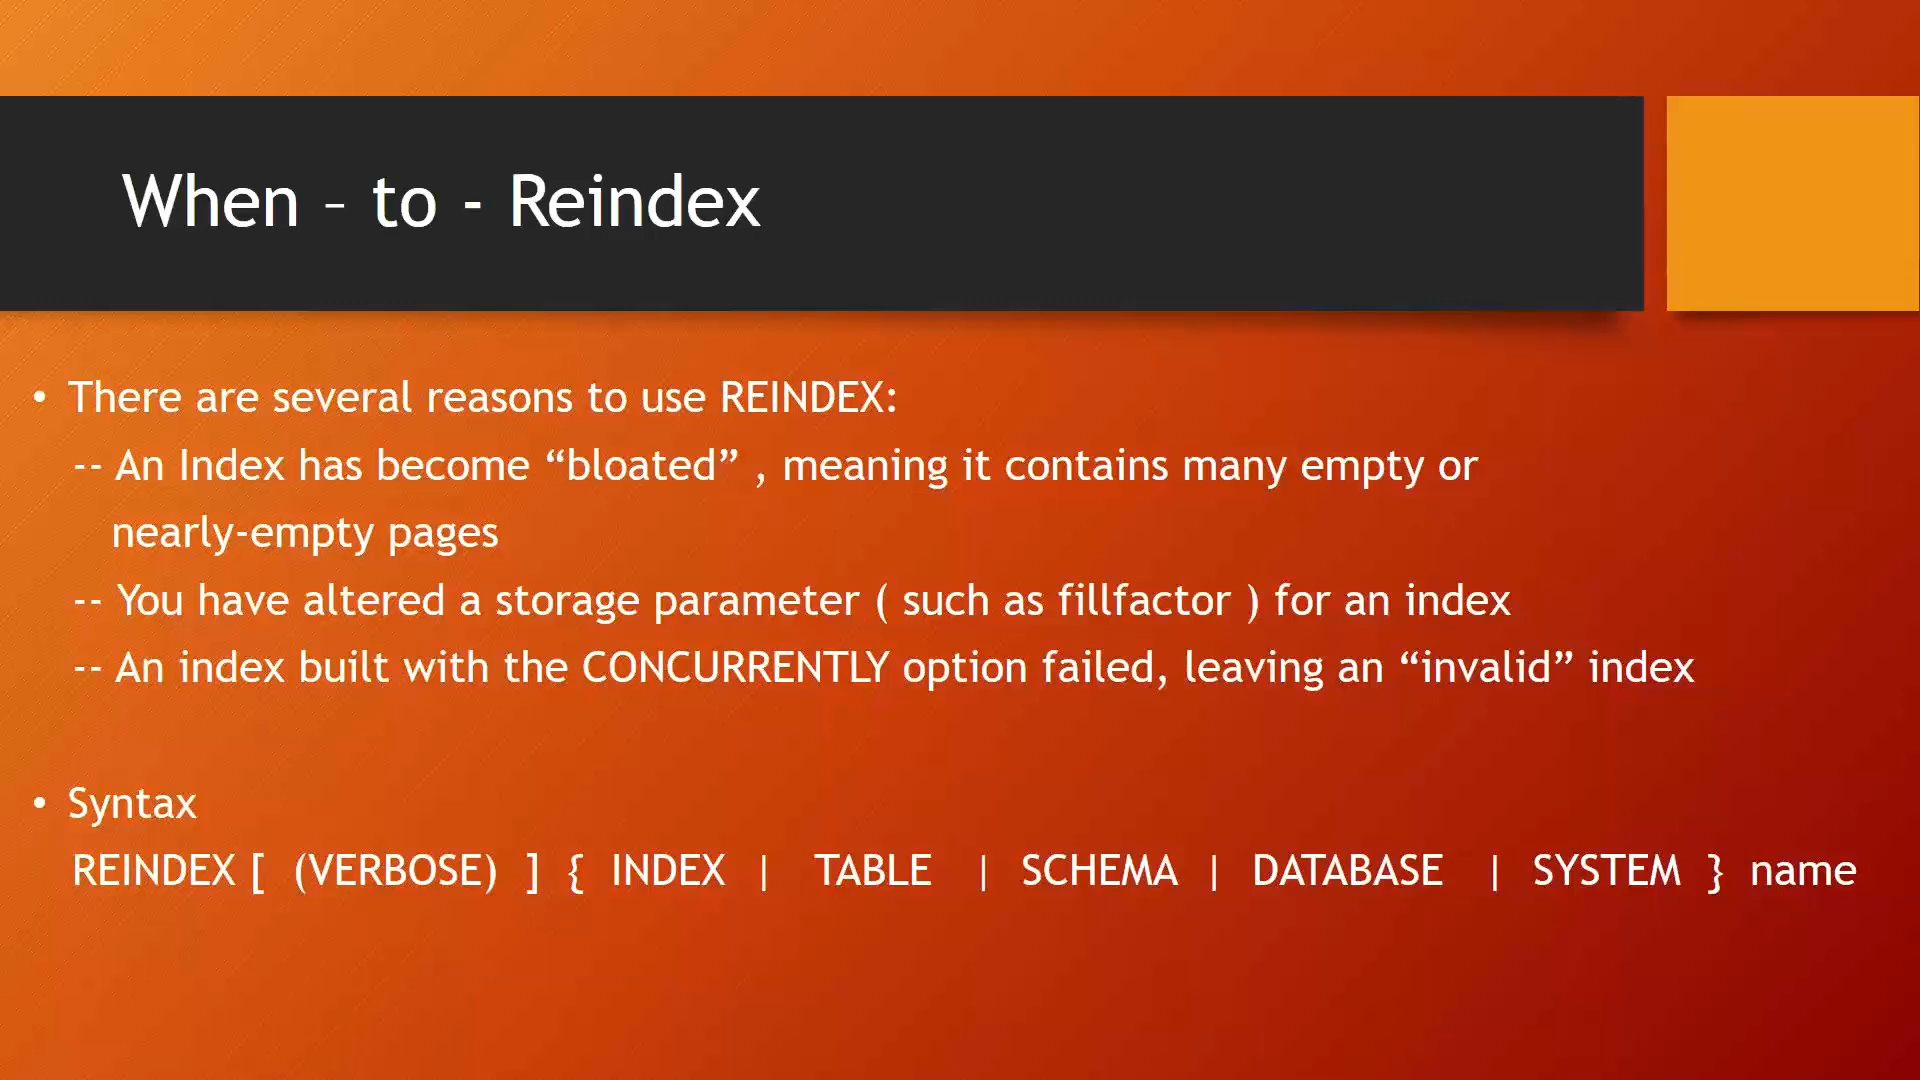 When – to - Reindex
• There are several reasons to use REINDEX:
-- An Index has become “bloated” , meaning it contains many empty or
nearly-empty pages
-- You have altered a storage parameter ( such as fillfactor ) for an index
-- An index built with the CONCURRENTLY option failed, leaving an “invalid” index
• Syntax
REINDEX [ (VERBOSE) ] { INDEX | TABLE | SCHEMA | DATABASE | SYSTEM } name